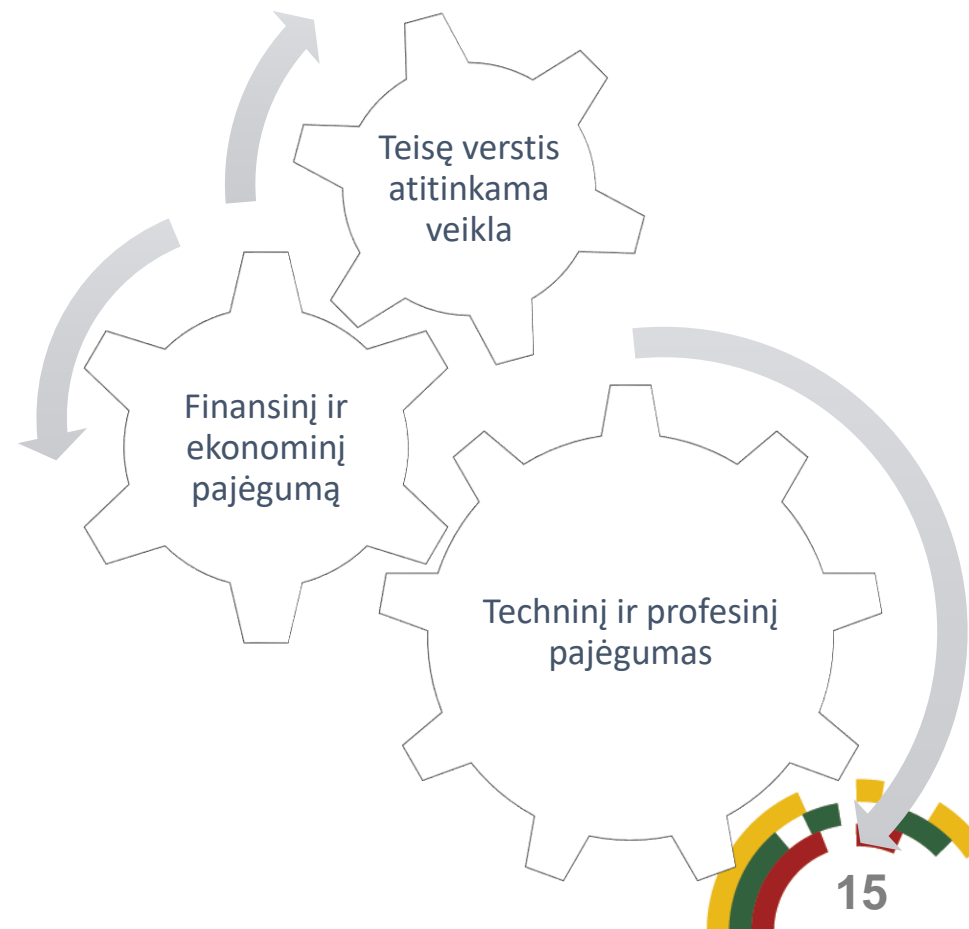 Teisę verstis
atitinkama
veikla
Finansinį ir
ekonominį
pajėgumą
Techninį ir profesinį
pajėgumas
15